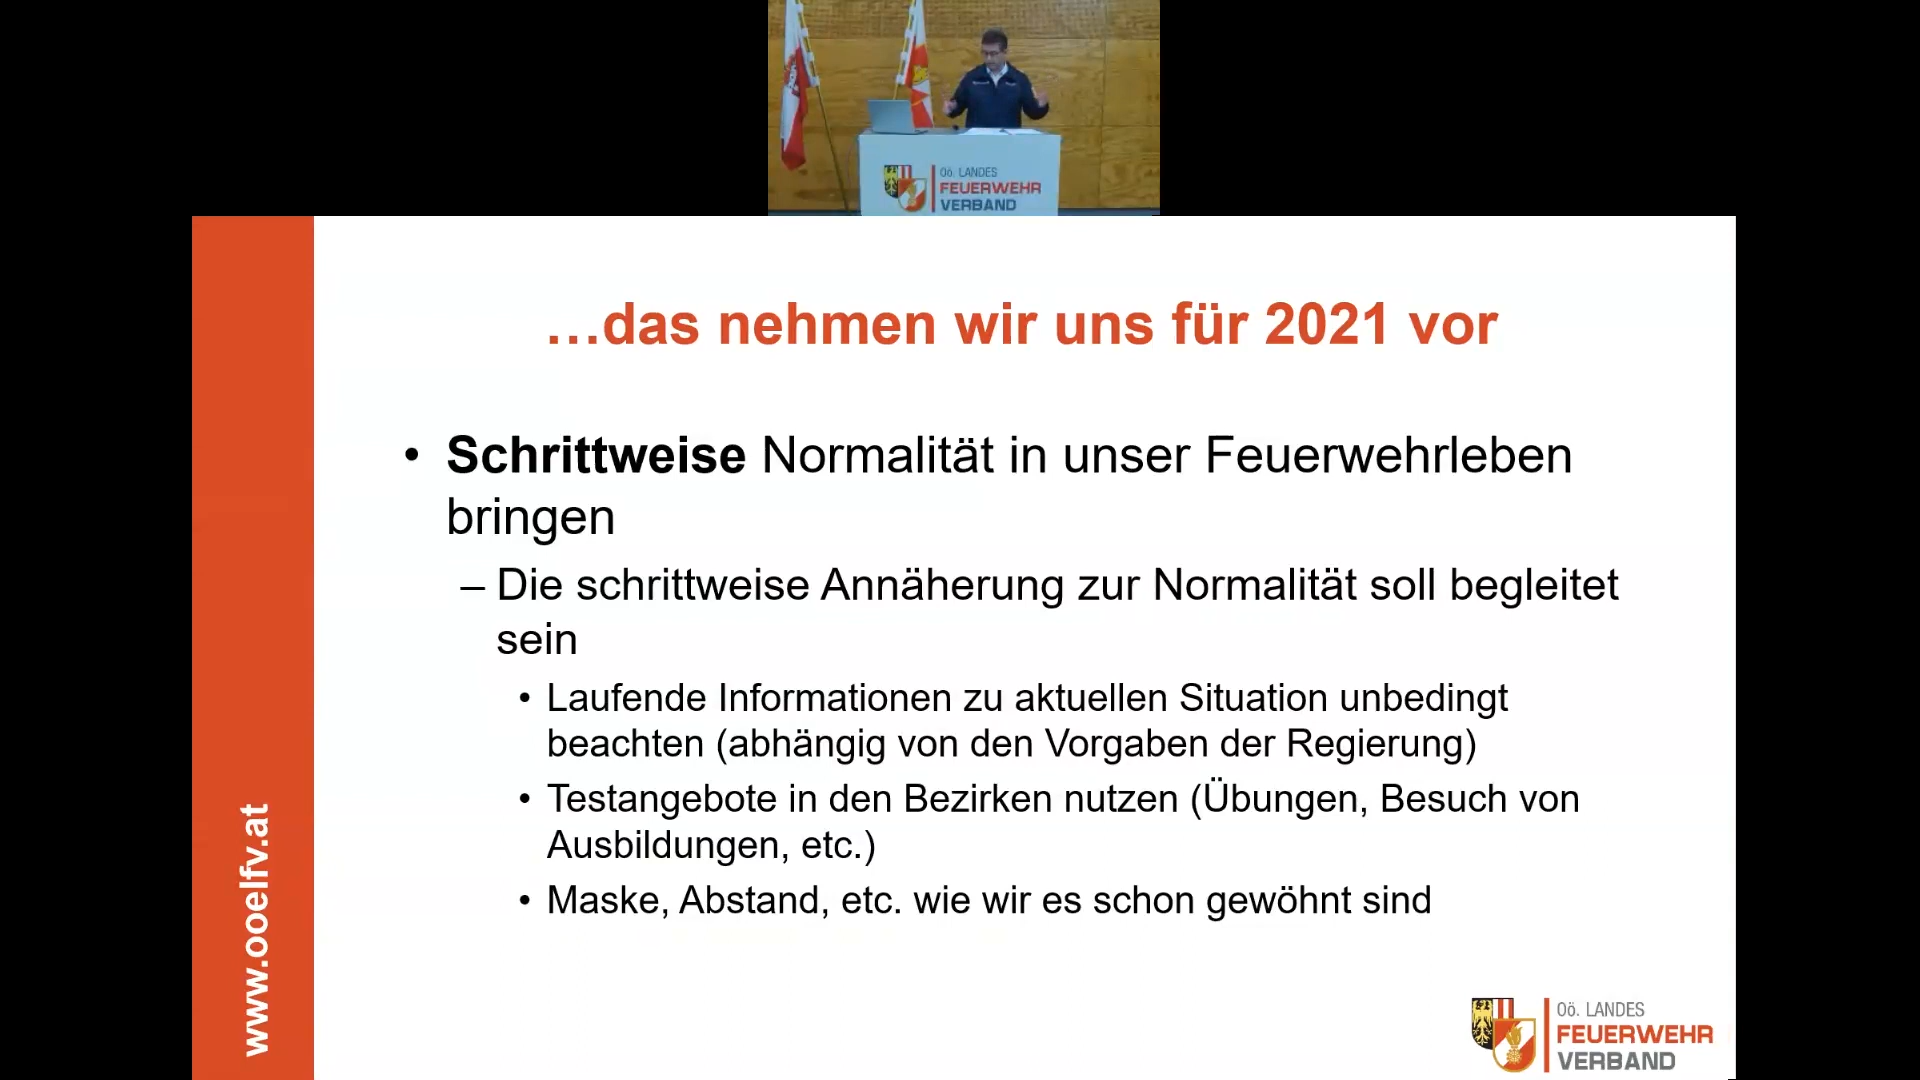 OÖ. LANDES
FEUERWEHR
VERBAND
…das nehmen wir uns für 2021 vor
• Schrittweise Normalität in unser Feuerwehrleben
bringen
– Die schrittweise Annäherung zur Normalität soll begleitet
sein
• Laufende Informationen zu aktuellen Situation unbedingt
beachten (abhängig von den Vorgaben der Regierung)
• Testangebote in den Bezirken nutzen (Übungen, Besuch von
Ausbildungen, etc.)
• Maske, Abstand, etc. wie wir es schon gewöhnt sind
www.ooelfv.at
OÖ. LANDES
FEUERWEHR
VERBAND